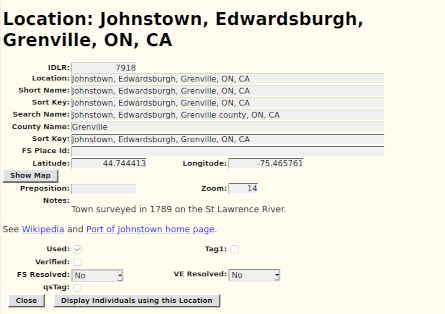 Location: Johnstown, Edwardsburgh,
Grenville, ON, CA
IDLR: 7918
Location: Johnstown, Edwardsburgh, Grenville, ON, CA
Short Name: Johnstown, Edwardsburgh, Grenville, ON, CA
Sort Key: Johnstown, Edwardsburgh, Grenville, ON, CA
Search Name: Johnstown, Edwardsburgh, Grenville county, ON, CA
County Name: Grenville
Sort Key: Johnstown, Edwardsburgh, Grenville, ON, CA
FS Place Id:
Latitude: 44.744413 Longitude: -75.465761
Show Map
Preposition: Zoom: 14
Notes:
Town surveyed in 1789 on the St Lawrence River.
See Wikipedia and Port of Johnstown home page.
Used: Tag1:
Verified:
FS Resolved: No VE Resolved: No
qsTag:
Close Display Individuals using this Location